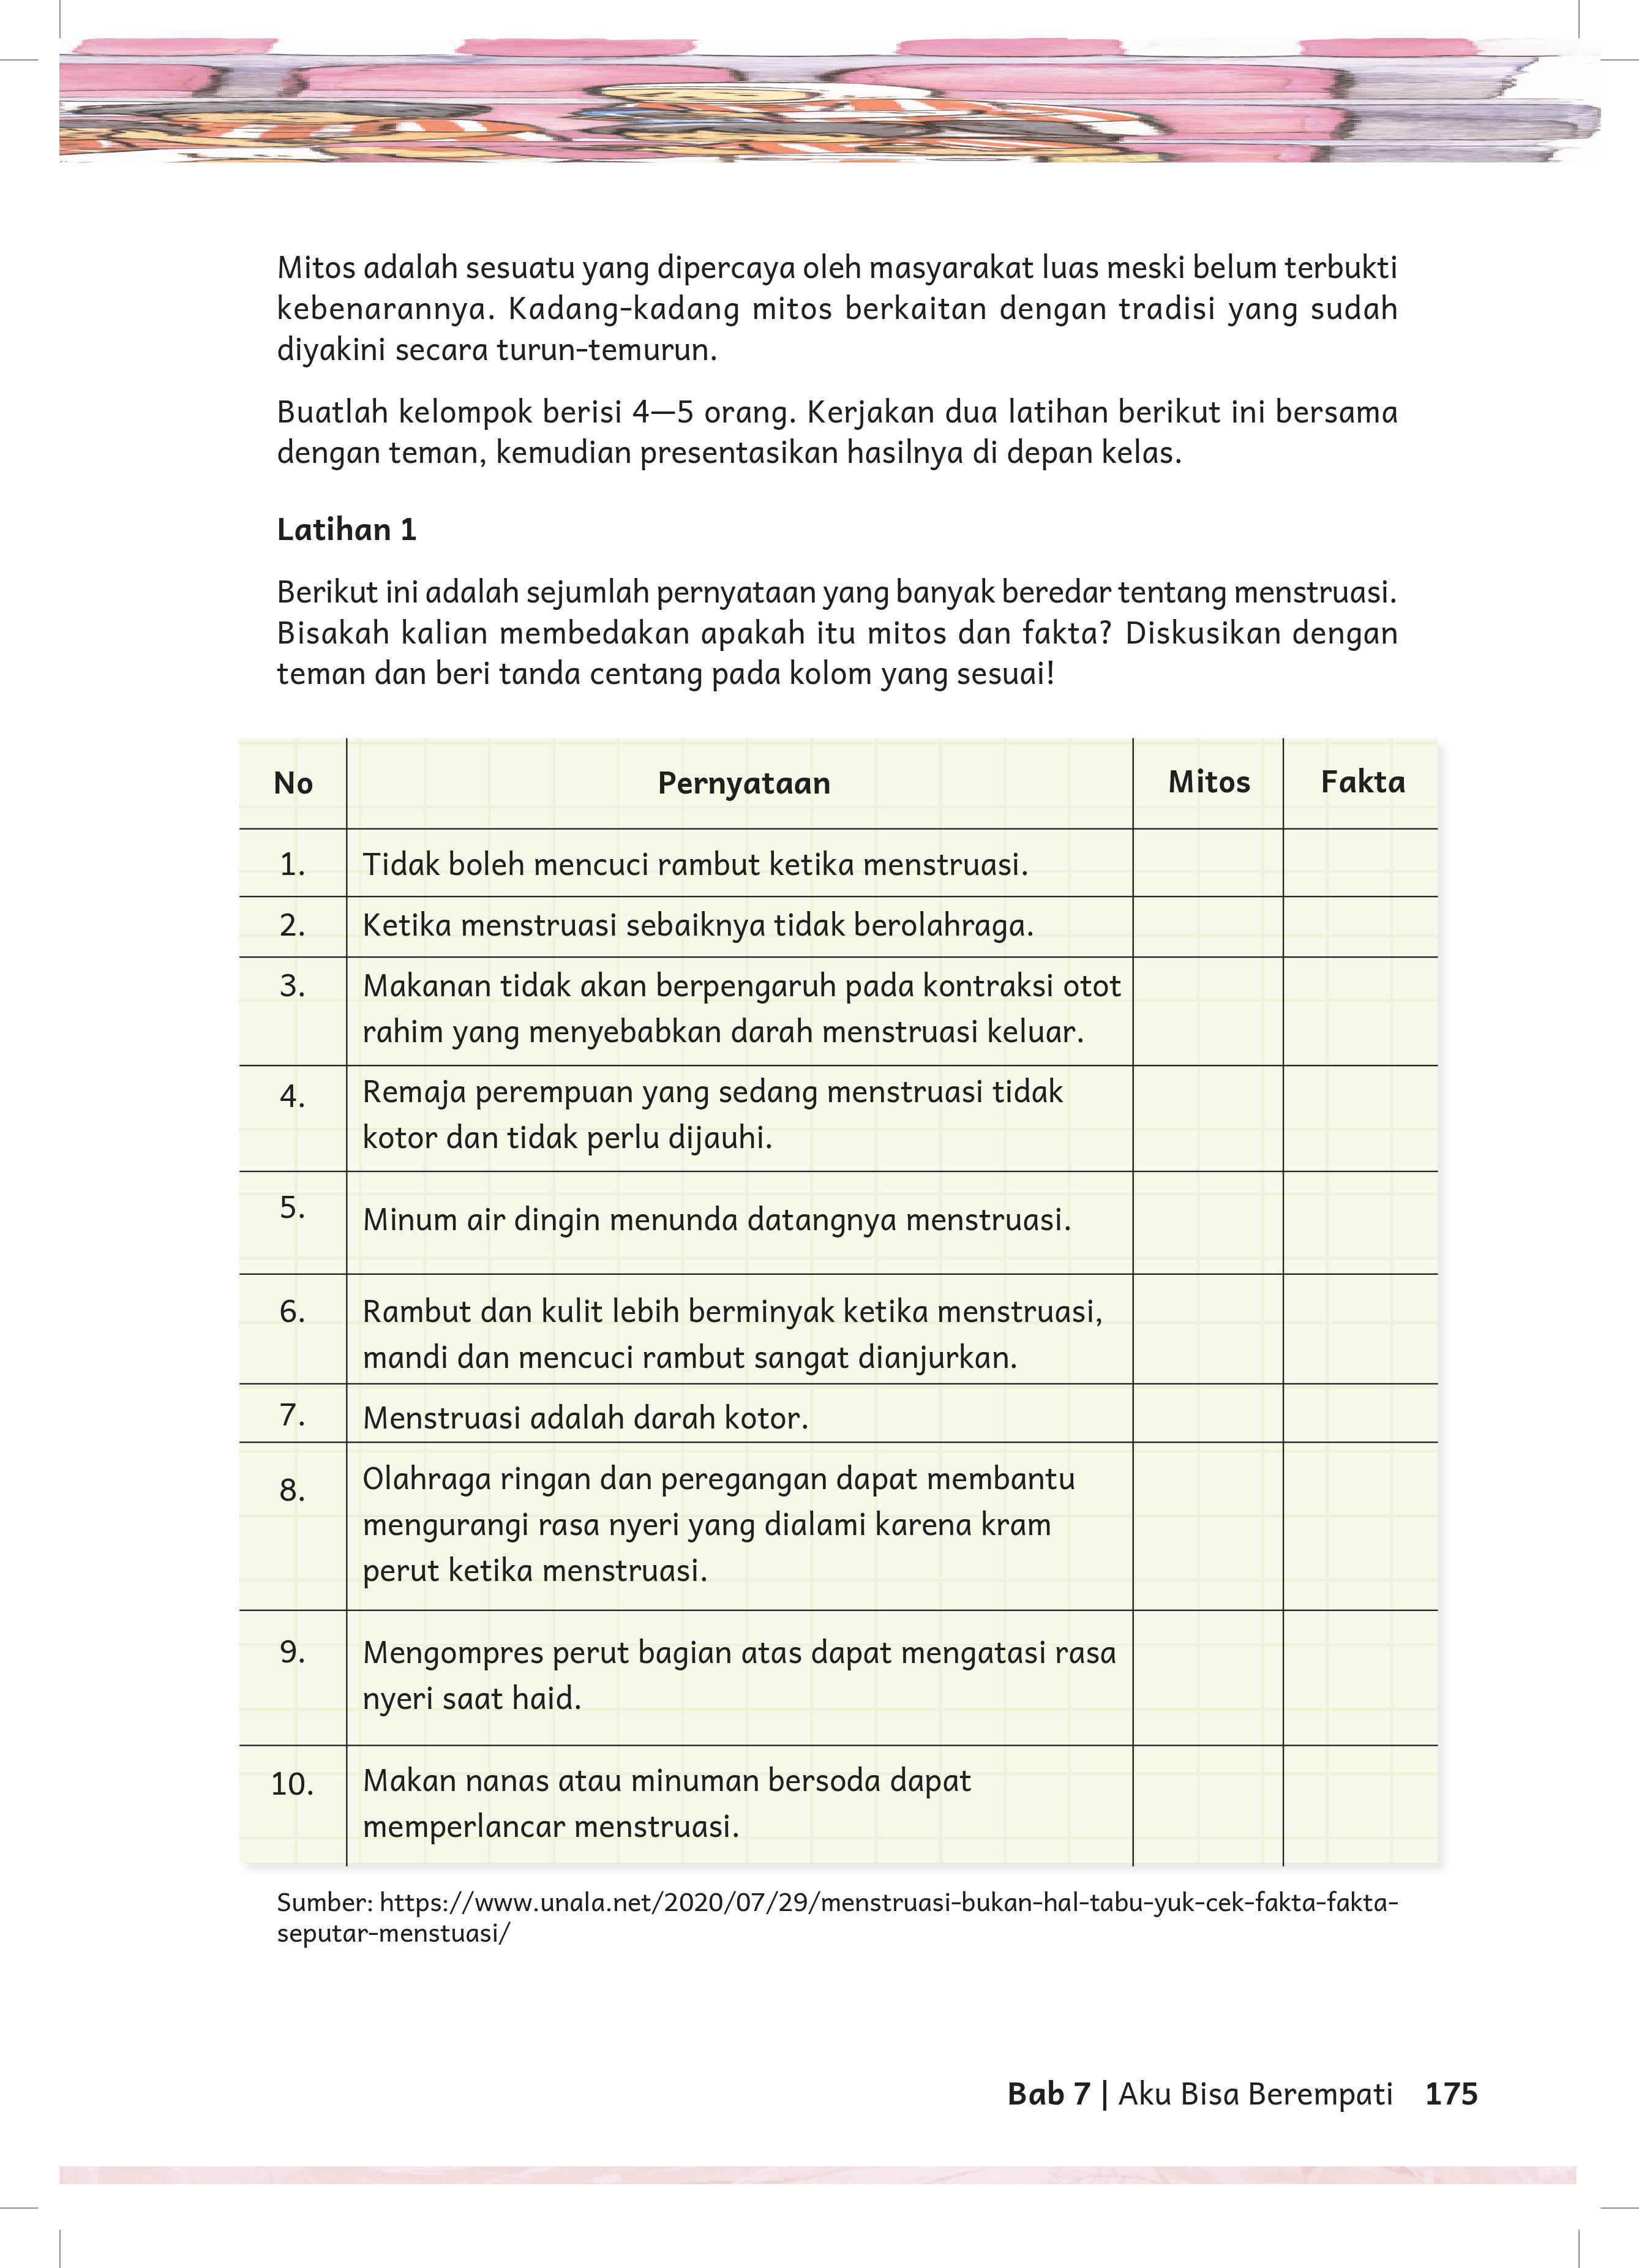 Mitos adalah sesuatu yang dipercaya oleh masyarakat luas meski belum terbukti
kebenarannya. Kadang-kadang mitos berkaitan dengan tradisi yang sudah
diyakini secara turun-temurun.
Buatlah kelompok berisi 4—5 orang. Kerjakan dua latihan berikut ini bersama
dengan teman, kemudian presentasikan hasilnya di depan kelas.
Latihan 1
Berikut ini adalah sejumlah pernyataan yang banyak beredar tentang menstruasi.
Bisakah kalian membedakan apakah itu mitos dan fakta? Diskusikan dengan
teman dan beri tanda centang pada kolom yang sesuai!
No Pernyataan Mitos Fakta
1. Tidak boleh mencuci rambut ketika menstruasi.
2. Ketika menstruasi sebaiknya tidak berolahraga.
3. Makanan tidak akan berpengaruh pada kontraksi otot
rahim yang menyebabkan darah menstruasi keluar.
4. Remaja perempuan yang sedang menstruasi tidak
kotor dan tidak perlu dijauhi.
5. Minum air dingin menunda datangnya menstruasi.
6. Rambut dan kulit lebih berminyak ketika menstruasi,
mandi dan mencuci rambut sangat dianjurkan.
7. Menstruasi adalah darah kotor.
8. Olahraga ringan dan peregangan dapat membantu
mengurangi rasa nyeri yang dialami karena kram
perut ketika menstruasi.
9. Mengompres perut bagian atas dapat mengatasi rasa
nyeri saat haid.
10. Makan nanas atau minuman bersoda dapat
memperlancar menstruasi.
Sumber: https://www.unala.net/2020/07/29/menstruasi-bukan-hal-tabu-yuk-cek-fakta-fakta-
seputar-menstuasi/
Bab 7 | Aku Bisa Berempati 175